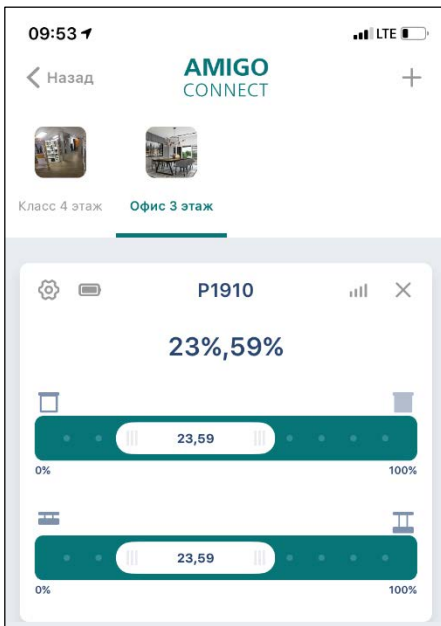 09:53 LTE
Назад
AMIGO
CONNECT
Класс 4 этаж Офис 3 этаж
P1910
23%,59%
23,59
0% 100%
23,59
0% 100%